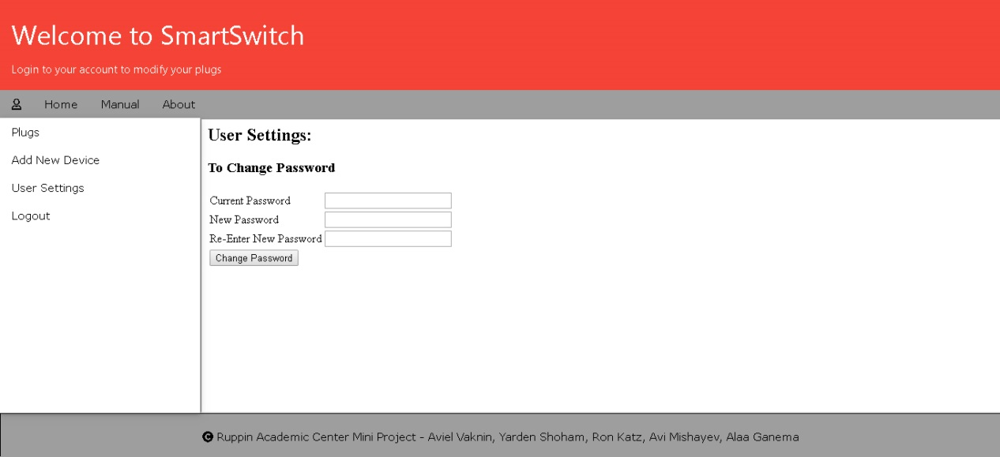 Welcome to SmartSwitch
Login to your account to modify your plugs
Home Manual About
Plugs
Add New Device
User Settings
Logout
User Settings:
To Change Password
Current Password
New Password
Re-Enter New Password
Change Password
Ruppin Academic Center Mini Project - Aviel Vaknin, Yarden Shoham, Ron Katz, Avi Mishayev, Alaa Ganema